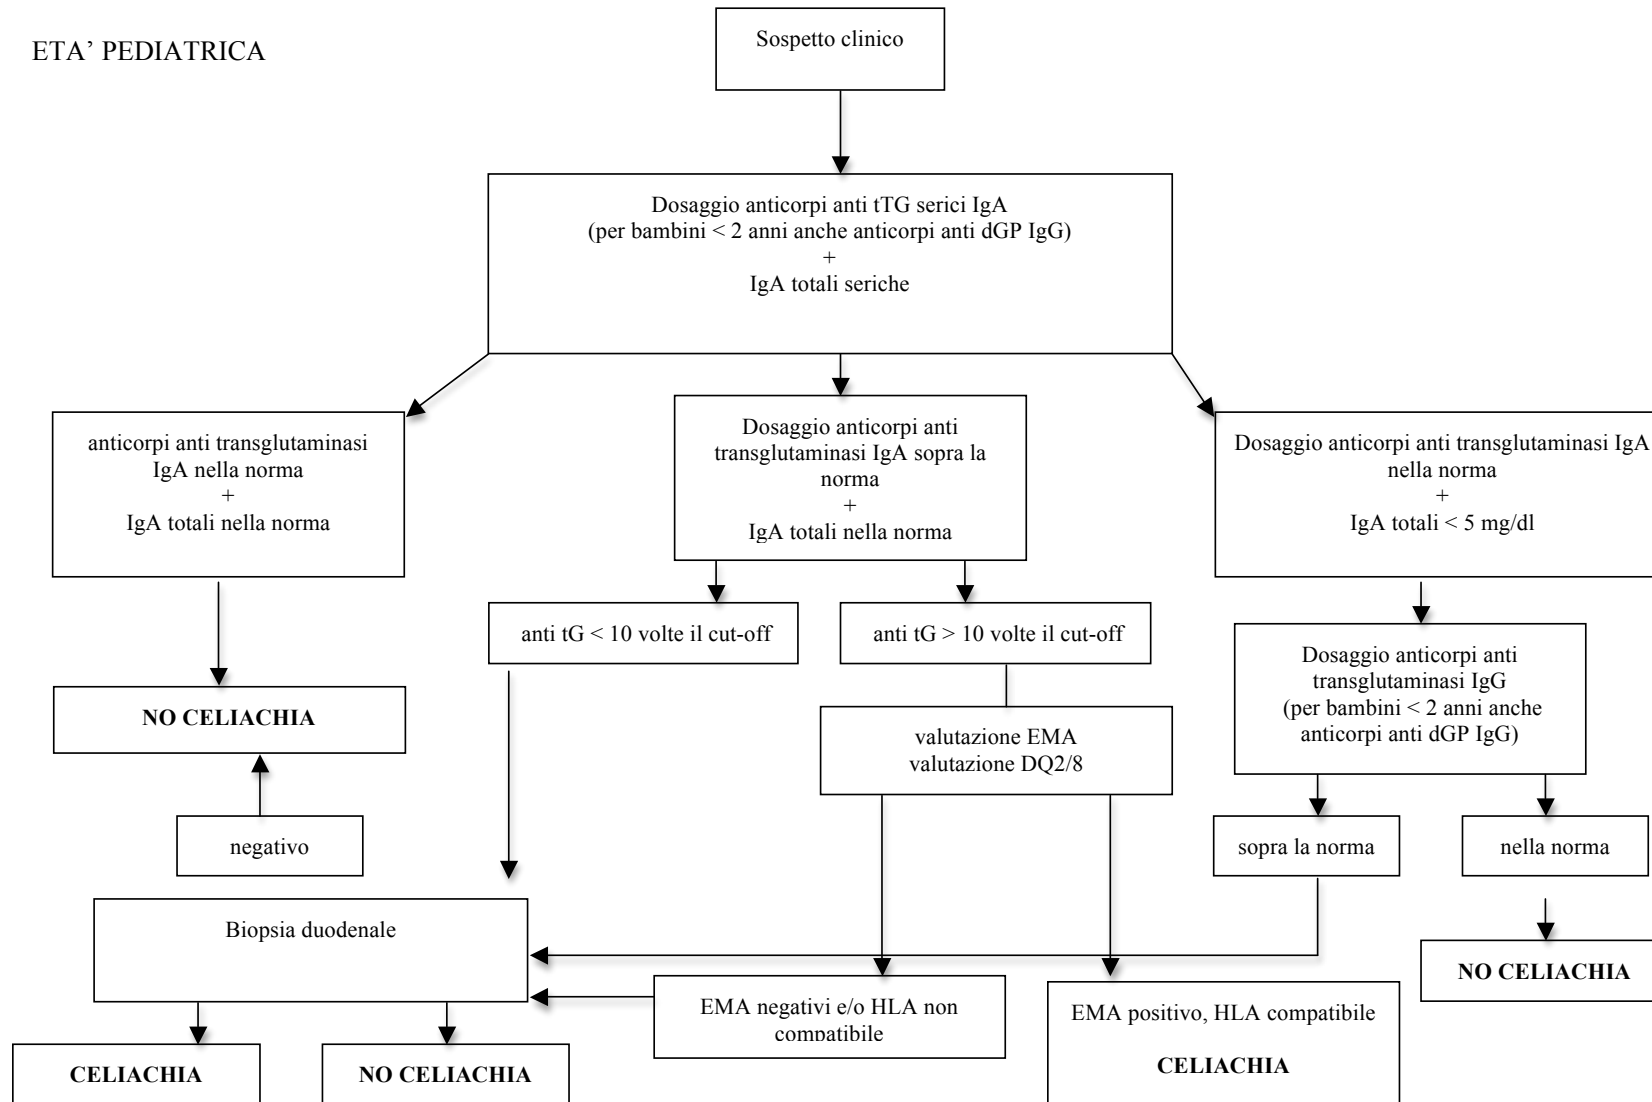 ETA’ PEDIATRICA
Sospetto clinico
Dosaggio anticorpi anti tTG serici IgA
(per bambini < 2 anni anche anticorpi anti dGP IgG)
+
IgA totali seriche
anticorpi anti transglutaminasi
IgA nella norma
+
IgA totali nella norma
Dosaggio anticorpi anti
transglutaminasi IgA sopra la
norma
+
IgA totali nella norma
Dosaggio anticorpi anti transglutaminasi IgA
nella norma
+
IgA totali < 5 mg/dl
anti tG < 10 volte il cut-off
anti tG > 10 volte il cut-off
Dosaggio anticorpi anti
transglutaminasi IgG
(per bambini < 2 anni anche
anticorpi anti dGP IgG)
NO CELIACHIA
valutazione EMA
valutazione DQ2/8
negativo
sopra la norma
nella norma
Biopsia duodenale
NO CELIACHIA
EMA negativi e/o HLA non
compatibile
EMA positivo, HLA compatibile
CELIACHIA
CELIACHIA
NO CELIACHIA